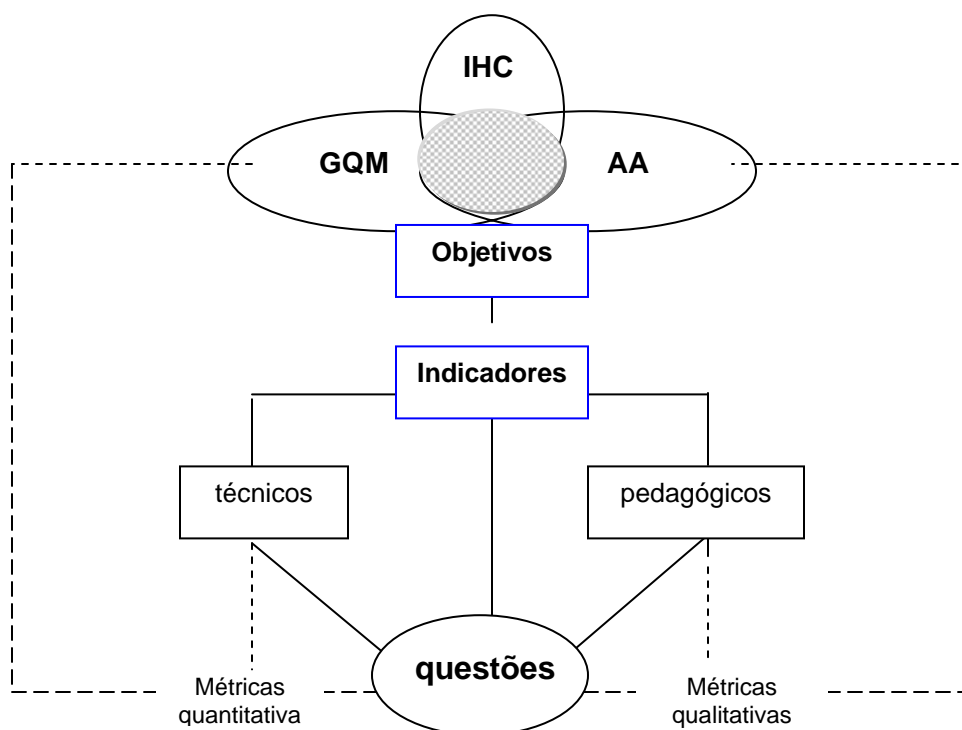 IHC
GQM
AA
Objetivos
Indicadores
técnicos
pedagógicos
questões
Métricas
quantitativa
Métricas
qualitativas